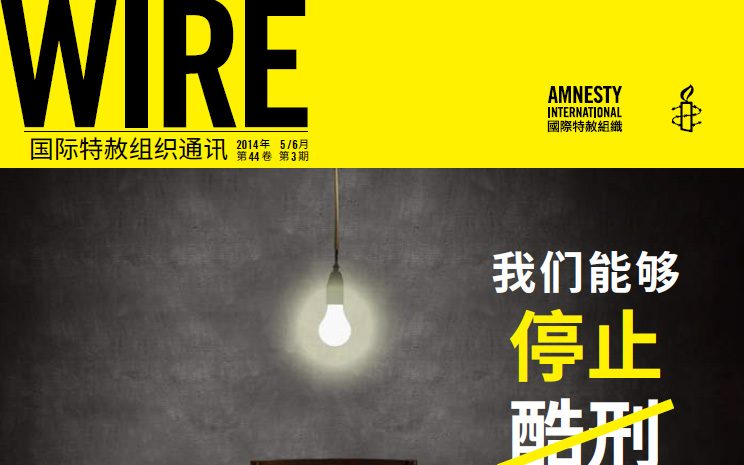 WIRE
国际特赦组织通讯
2014年 5/6月
第44卷 第3期
AMNESTY
INTERNATIONAL
國際特赦組織
我们能够
停止
酷刑